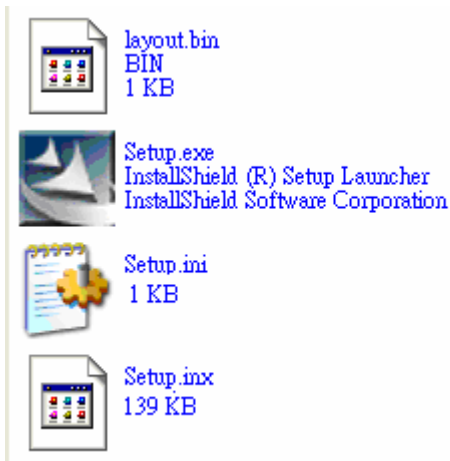 layout.bin
BIN
1 KB
Setup.exe
InstallShield (R) Setup Launcher
InstallShield Software Corporation
Setup.ini
1 KB
Setup.inx
139 KB